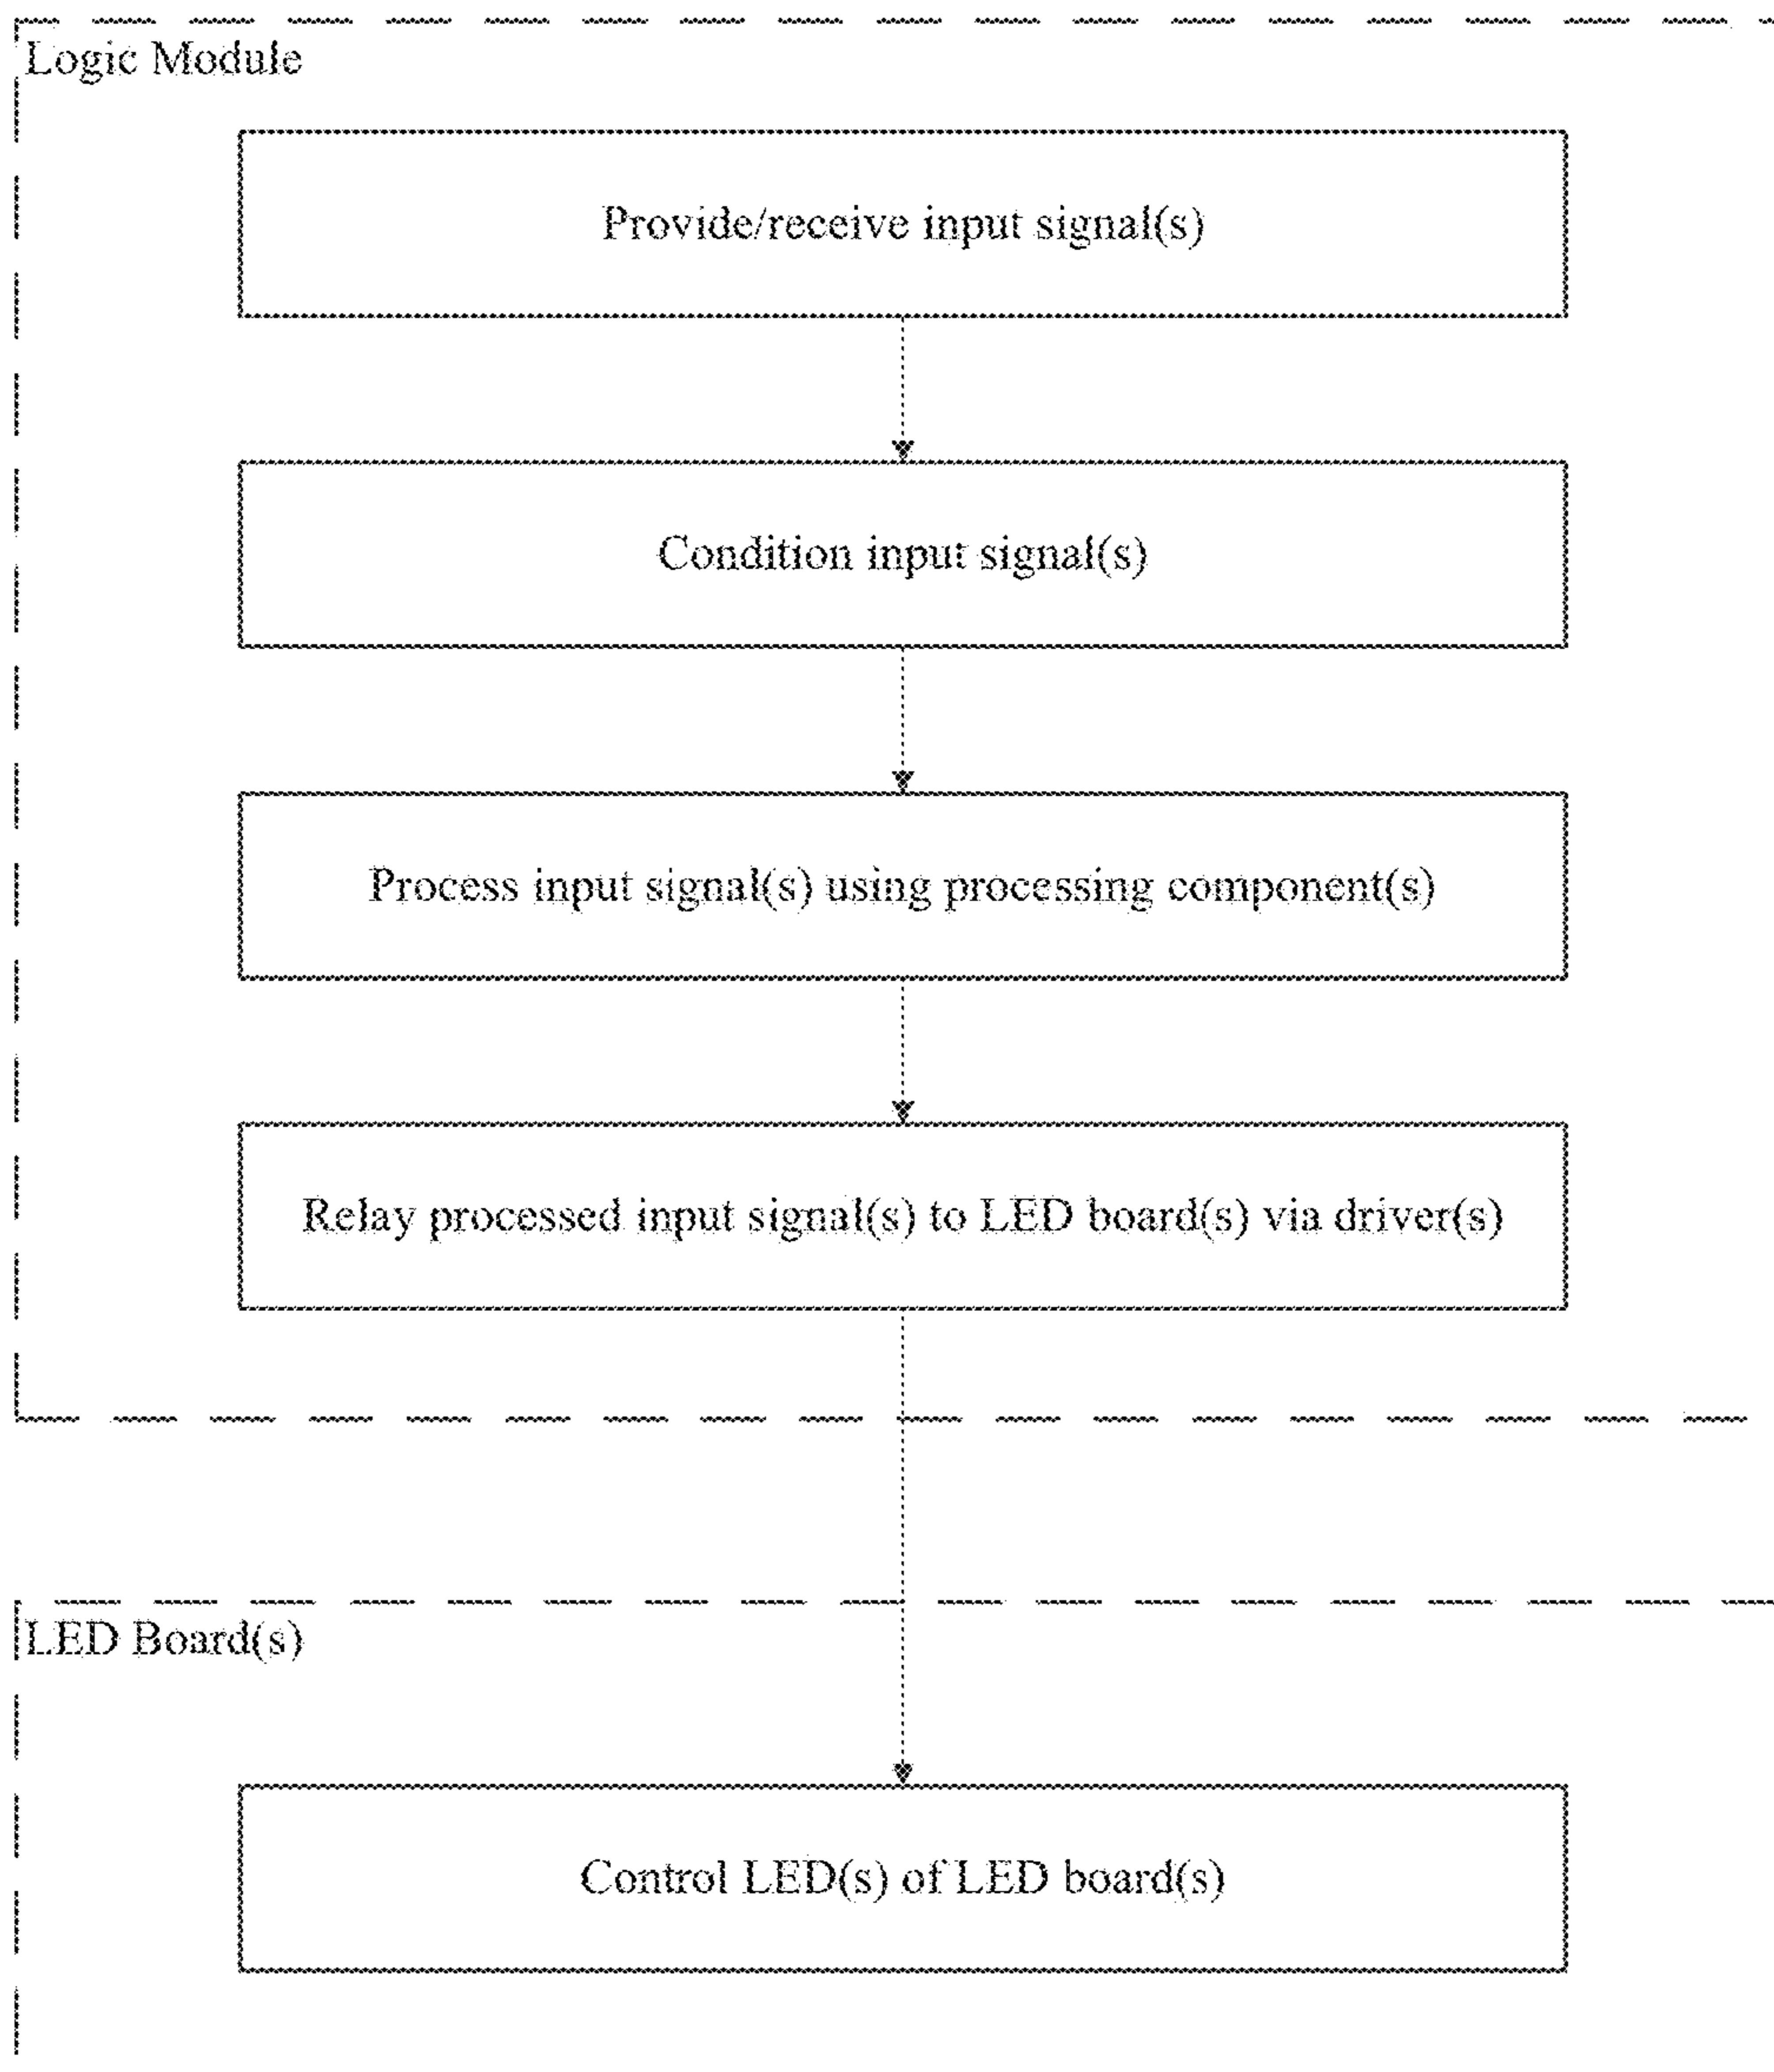 Logic Module
Provide/receive input signal(s)
Condition input signal(s)
Process input signal(s) using processing component(s)
Relay processed input signal(s) to LED board(s) via driver(s)
LED Board(s)
Control LED(s) of LED board(s)